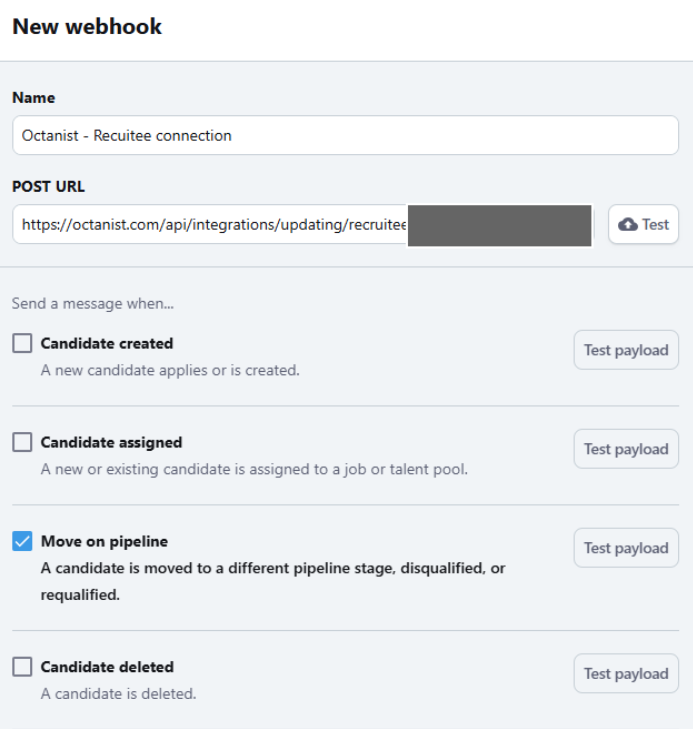 New webhook
Name
Octanist - Recuitee connection
POST URL
https://octanist.com/api/integrations/updating/recruitee
Test
Send a message when...
Candidate created
Test payload
A new candidate applies or is created.
Candidate assigned
Test payload
A new or existing candidate is assigned to a job or talent pool.
Move on pipeline
Test payload
A candidate is moved to a different pipeline stage, disqualified, or
requalified.
Candidate deleted
Test payload
A candidate is deleted.